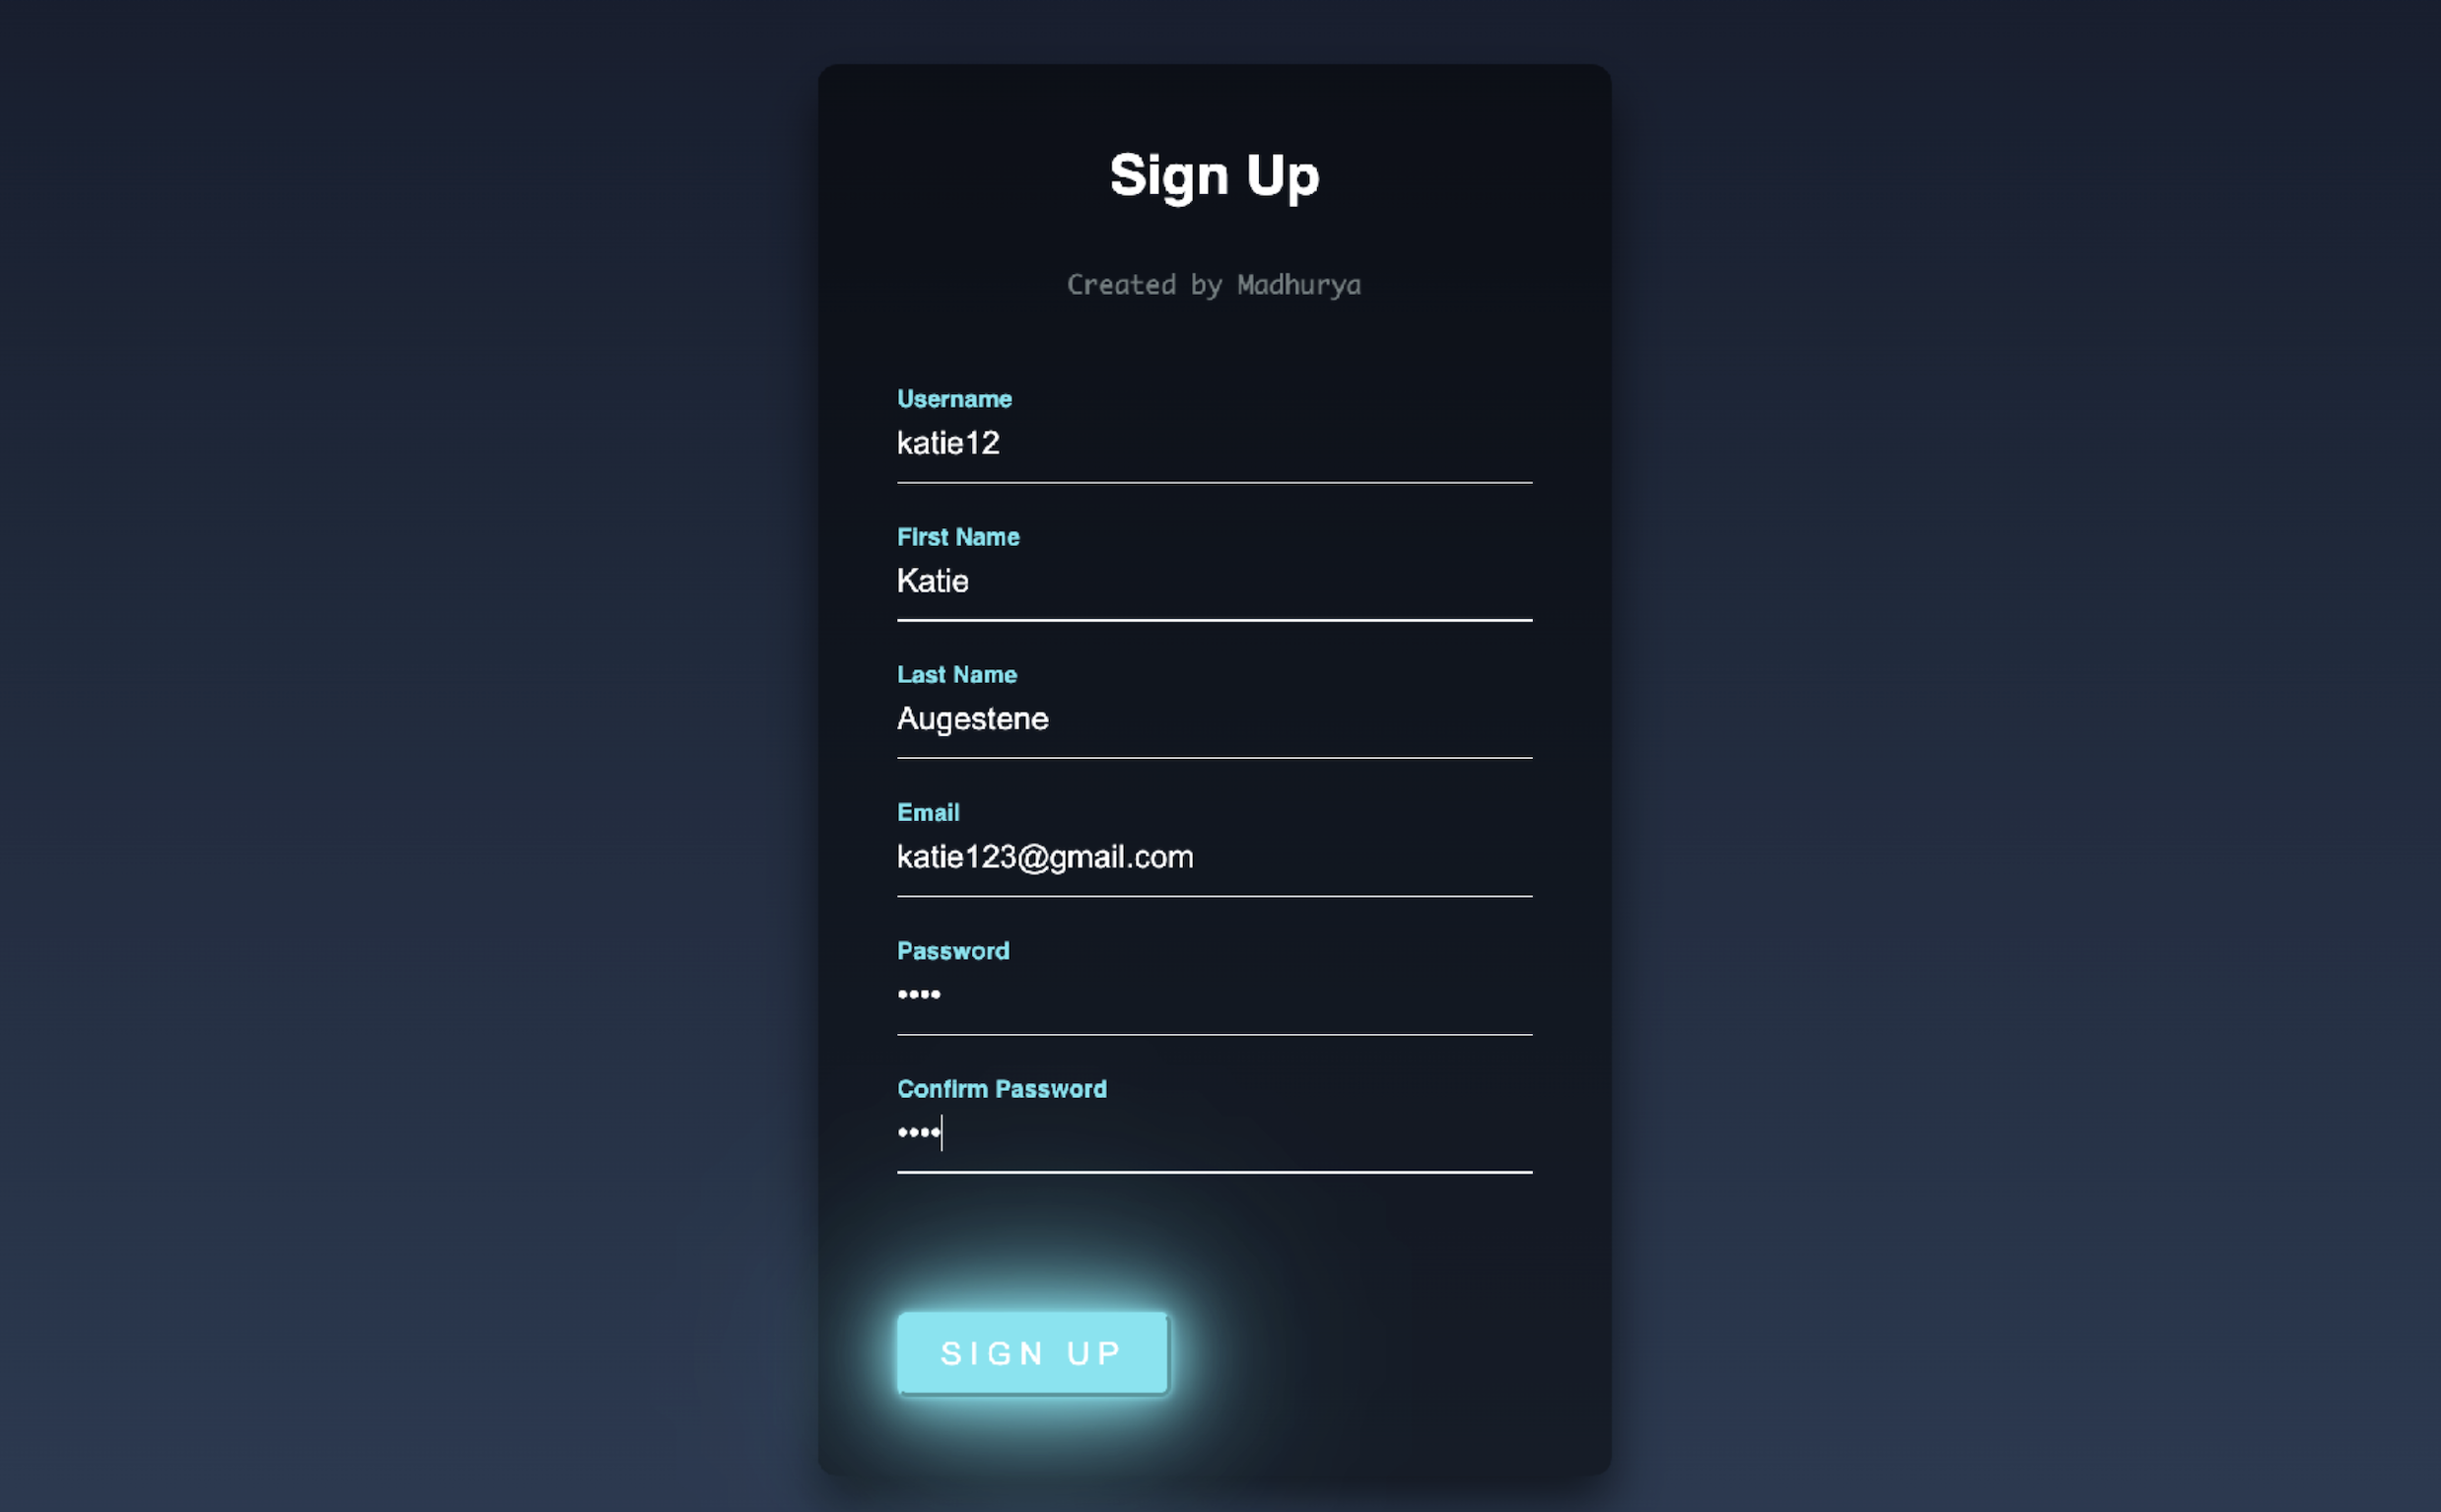 Sign Up
Created by Madhurya
Username
katie12
First Name
Katie
Last Name
Augestene
Email
katie123@gmail.com
Password
••••
Confirm Password
••••
SIGN UP